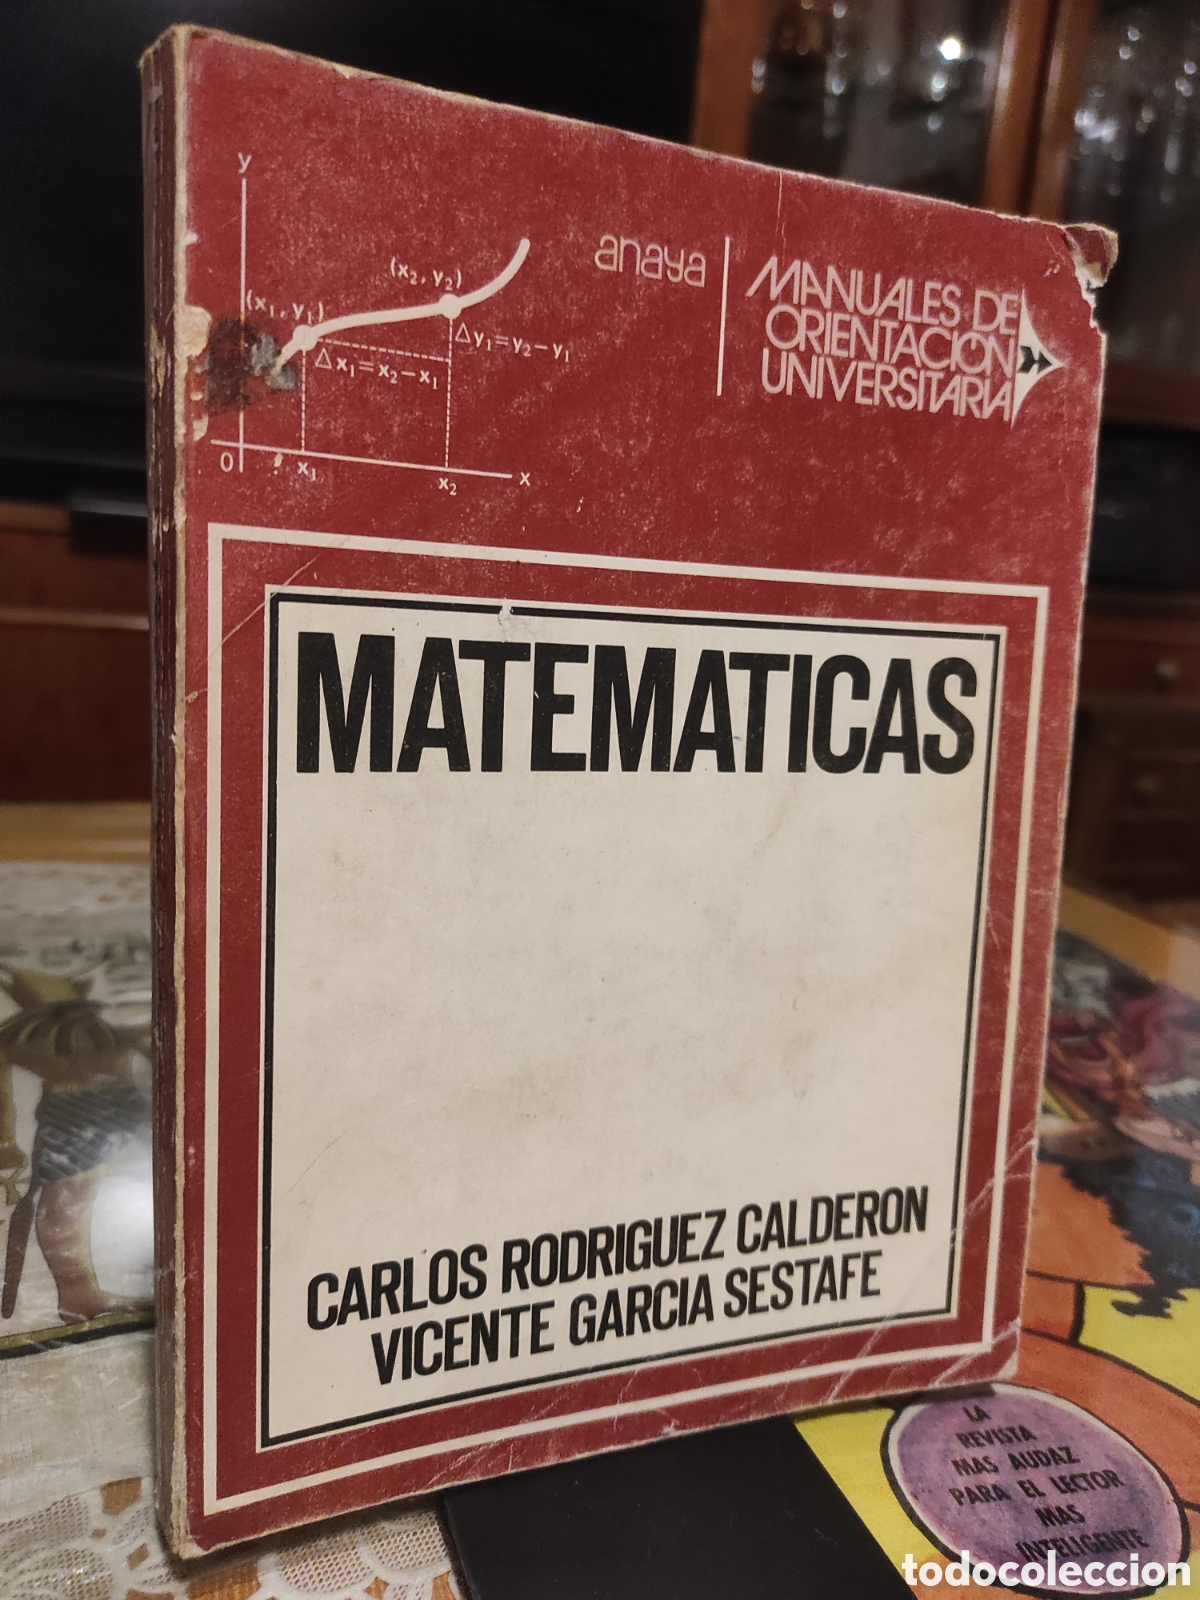 y
(x₂, y₂)
(x₁, y₁)
Δy₁=y₂-y₁
Δx₁=x₂-x₁
0
x₁
x₂
x
anaya
MANUALES DE
ORIENTACION
UNIVERSITARIA
MATEMATICAS
CARLOS RODRIGUEZ CALDERON
VICENTE GARCIA SESTAFE
LA
REVISTA
MAS AUDAZ
PARA EL LECTOR
MAS
INTELIGENTE
todocoleccion